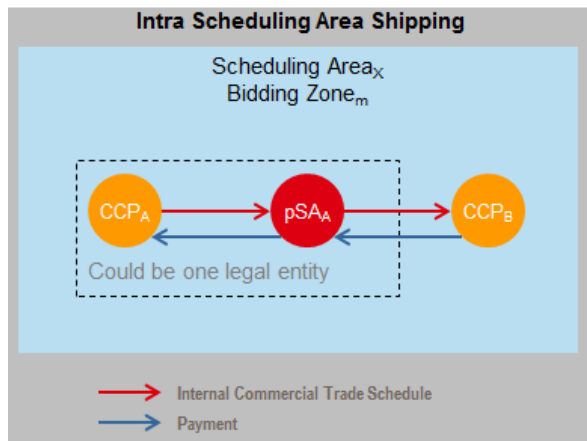 Intra Scheduling Area Shipping
Scheduling AreaX
Bidding Zonem
CCPA pSAA CCPB
Could be one legal entity
Internal Commercial Trade Schedule
Payment